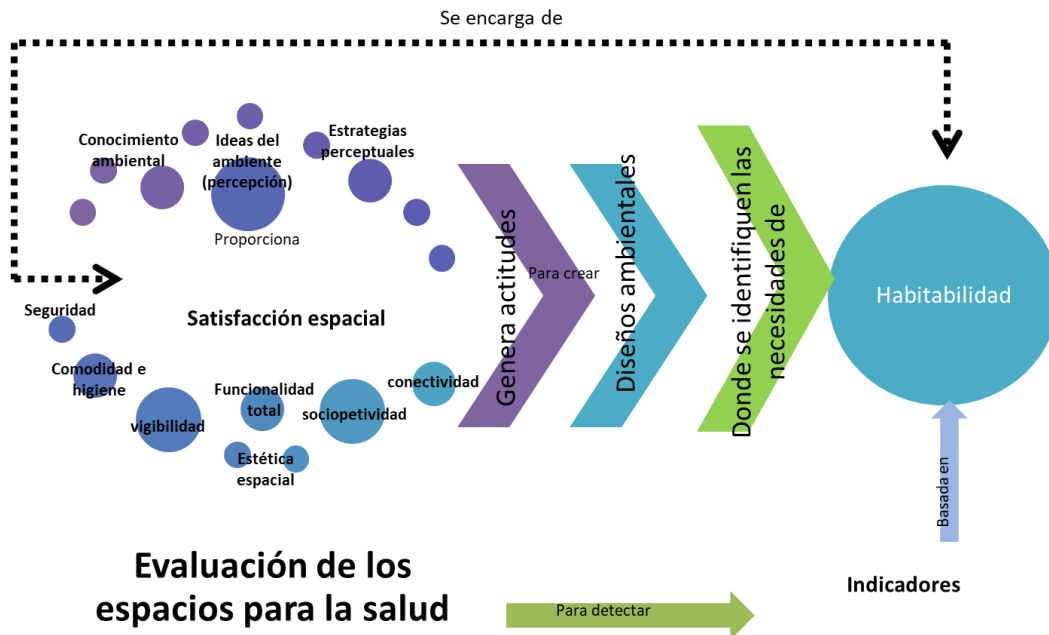 Se encarga de
Conocimiento
ambiental
Ideas del
ambiente
(percepción)
Estrategias
perceptuales
Proporciona
Seguridad
Satisfacción espacial
Comodidad e
higiene
vigibilidad
Funcionalidad
total
sociopetividad
conectividad
Estética
espacial
Genera actitudes
Para crear
Diseños ambientales
Donde se identifiquen las
necesidades de
Habitabilidad
Basada en
Indicadores
Evaluación de los
espacios para la salud
Para detectar